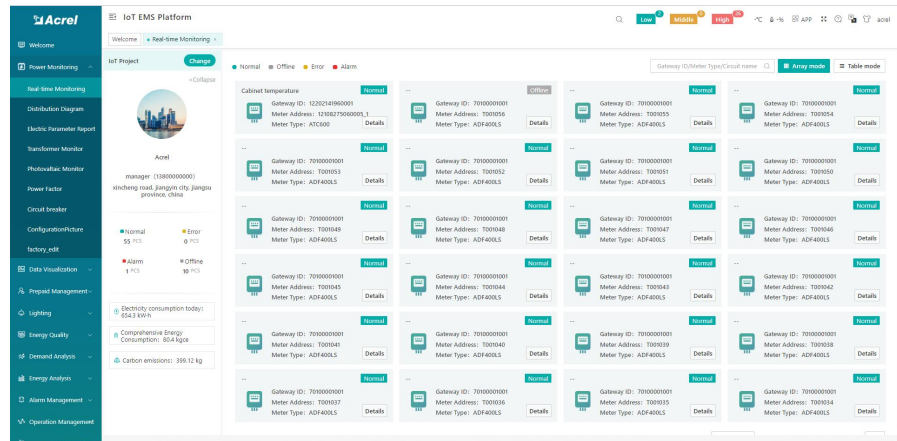 Acrel
IoT EMS Platform
Low 2 Middle 0 High 26 -℃ -% APP acrel
Welcome Real-time Monitoring ×
Welcome
Power Monitoring
Real-time Monitoring
Distribution Diagram
Electric Parameter Report
Transformer Monitor
Photovaltaic Monitor
Power Factor
Circuit breaker
ConfigurationPicture
factory_edit
Data Visualization
Prepaid Management
Lighting
Energy Quality
Demand Analysis
Energy Analysis
Alarm Management
Operation Management
IoT Project Change
<Collapse
Acrel
manager (13800000000)
xincheng road, jiangyin city, jiangsu
province, china
Normal Error
55 PCS 0 PCS
Alarm Offline
1 PCS 10 PCS
Electricity consumption today:
654.3 kW·h
Comprehensive Energy
Consumption: 80.4 kgce
Carbon emissions: 399.12 kg
Normal Offline Error Alarm
Gateway ID/Meter Type/Circuit name Array mode Table mode
Cabinet temperature Normal
Gateway ID: 12202141960001
Meter Address: 12108275060005_1
Meter Type: ATC600 Details
-- Offline
Gateway ID: 70100001001
Meter Address: T001056
Meter Type: ADF400LS Details
-- Normal
Gateway ID: 70100001001
Meter Address: T001055
Meter Type: ADF400LS Details
-- Normal
Gateway ID: 70100001001
Meter Address: T001054
Meter Type: ADF400LS Details
-- Normal
Gateway ID: 70100001001
Meter Address: T001053
Meter Type: ADF400LS Details
-- Normal
Gateway ID: 70100001001
Meter Address: T001052
Meter Type: ADF400LS Details
-- Normal
Gateway ID: 70100001001
Meter Address: T001051
Meter Type: ADF400LS Details
-- Normal
Gateway ID: 70100001001
Meter Address: T001050
Meter Type: ADF400LS Details
-- Normal
Gateway ID: 70100001001
Meter Address: T001049
Meter Type: ADF400LS Details
-- Normal
Gateway ID: 70100001001
Meter Address: T001048
Meter Type: ADF400LS Details
-- Normal
Gateway ID: 70100001001
Meter Address: T001047
Meter Type: ADF400LS Details
-- Normal
Gateway ID: 70100001001
Meter Address: T001046
Meter Type: ADF400LS Details
-- Normal
Gateway ID: 70100001001
Meter Address: T001045
Meter Type: ADF400LS Details
-- Normal
Gateway ID: 70100001001
Meter Address: T001044
Meter Type: ADF400LS Details
-- Normal
Gateway ID: 70100001001
Meter Address: T001043
Meter Type: ADF400LS Details
-- Normal
Gateway ID: 70100001001
Meter Address: T001042
Meter Type: ADF400LS Details
-- Normal
Gateway ID: 70100001001
Meter Address: T001041
Meter Type: ADF400LS Details
-- Normal
Gateway ID: 70100001001
Meter Address: T001040
Meter Type: ADF400LS Details
-- Normal
Gateway ID: 70100001001
Meter Address: T001039
Meter Type: ADF400LS Details
-- Normal
Gateway ID: 70100001001
Meter Address: T001038
Meter Type: ADF400LS Details
-- Normal
Gateway ID: 70100001001
Meter Address: T001037
Meter Type: ADF400LS Details
-- Normal
Gateway ID: 70100001001
Meter Address: T001036
Meter Type: ADF400LS Details
-- Normal
Gateway ID: 70100001001
Meter Address: T001035
Meter Type: ADF400LS Details
-- Normal
Gateway ID: 70100001001
Meter Address: T001034
Meter Type: ADF400LS Details